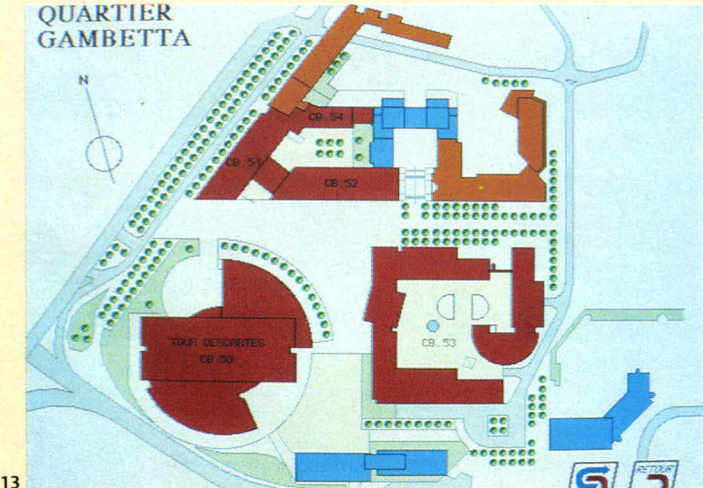 QUARTIER
GAMBETTA
N
CB.54
CB.51
CB.52
TOUR DESCARTES
CB.50
CB.53
RETOUR
13